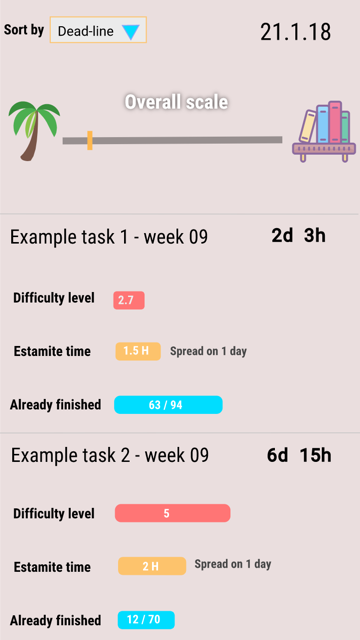 Sort by Dead-line 21.1.18
Overall scale
Example task 1 - week 09 2d 3h
Difficulty level 2.7
Estamite time 1.5 H Spread on 1 day
Already finished 63 / 94
Example task 2 - week 09 6d 15h
Difficulty level 5
Estamite time 2 H Spread on 1 day
Already finished 12 / 70